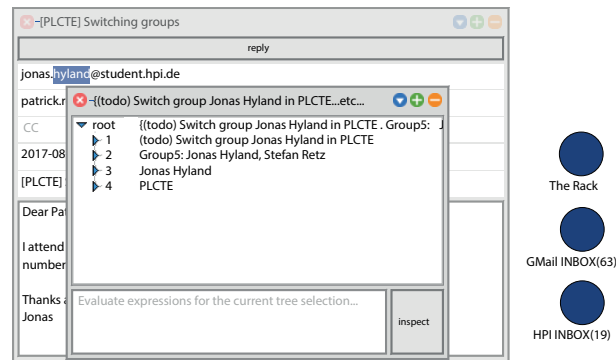 [PLCTE] Switching groups
reply
jonas.hyland@student.hpi.de
patrick.r
CC
2017-08
[PLCTE]
Dear Pat
I attend
number
Thanks a
Jonas
{(todo) Switch group Jonas Hyland in PLCTE...etc...
root {(todo) Switch group Jonas Hyland in PLCTE . Group5: J
1 (todo) Switch group Jonas Hyland in PLCTE
2 Group5: Jonas Hyland, Stefan Retz
3 Jonas Hyland
4 PLCTE
Evaluate expressions for the current tree selection...
inspect
The Rack
GMail INBOX(63)
HPI INBOX(19)